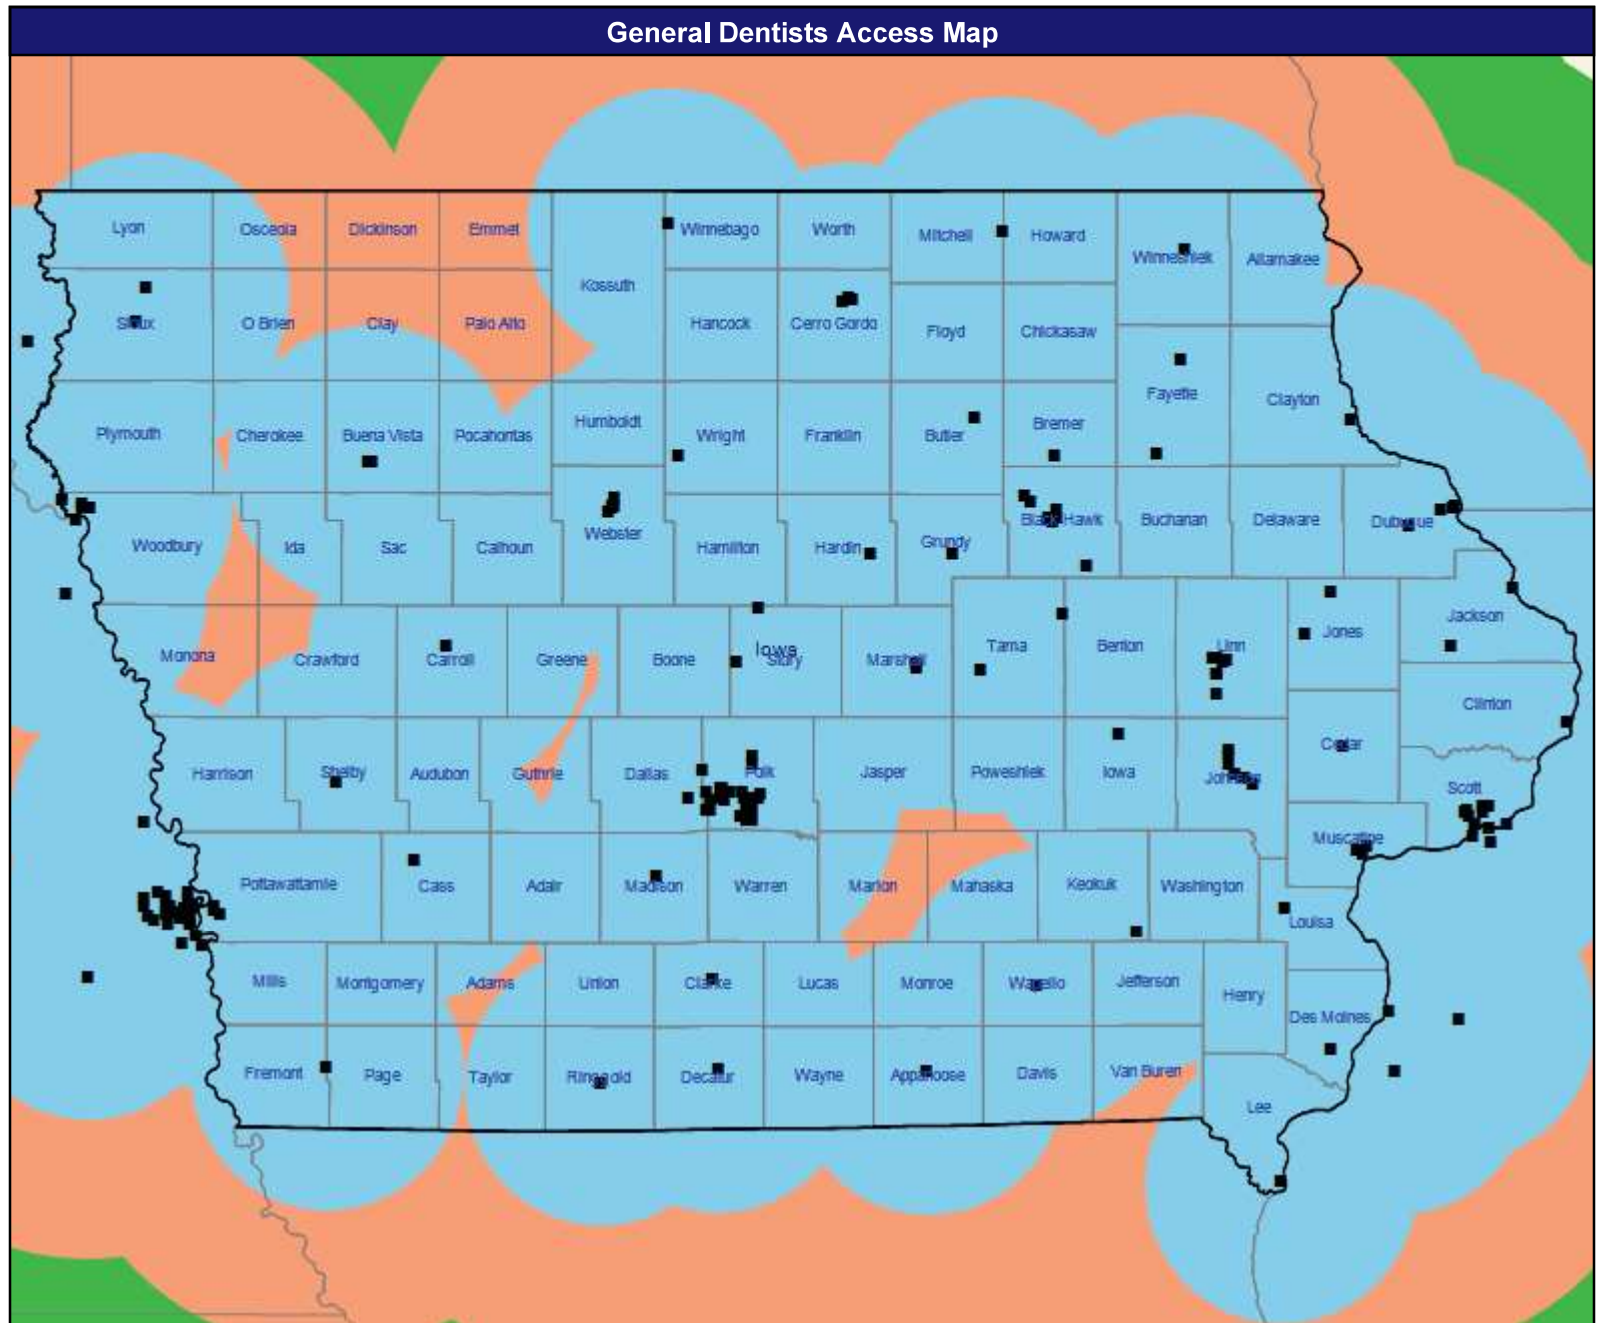 General Dentists Access Map
Lyon
Osceola
Dickinson
Emmet
Winnebago
Worth
Mitchell
Howard
Winneshiek
Allamakee
Kossuth
Sioux
O Brien
Clay
Palo Alto
Hancock
Cerro Gordo
Floyd
Chickasaw
Fayette
Clayton
Plymouth
Cherokee
Buena Vista
Pocahontas
Humboldt
Wright
Franklin
Butler
Bremer
Woodbury
Ida
Sac
Calhoun
Webster
Hamilton
Hardin
Grundy
Black Hawk
Buchanan
Delaware
Dubuque
Monona
Crawford
Carroll
Greene
Boone
Iowa
Story
Marshall
Tama
Benton
Linn
Jones
Jackson
Clinton
Harrison
Shelby
Audubon
Guthrie
Dallas
Polk
Jasper
Poweshiek
Iowa
Johnson
Cedar
Scott
Muscatine
Pottawattamie
Cass
Adair
Madison
Warren
Marion
Mahaska
Keokuk
Washington
Louisa
Mills
Montgomery
Adams
Union
Clarke
Lucas
Monroe
Wapello
Jefferson
Henry
Des Moines
Fremont
Page
Taylor
Ringgold
Decatur
Wayne
Appanoose
Davis
Van Buren
Lee